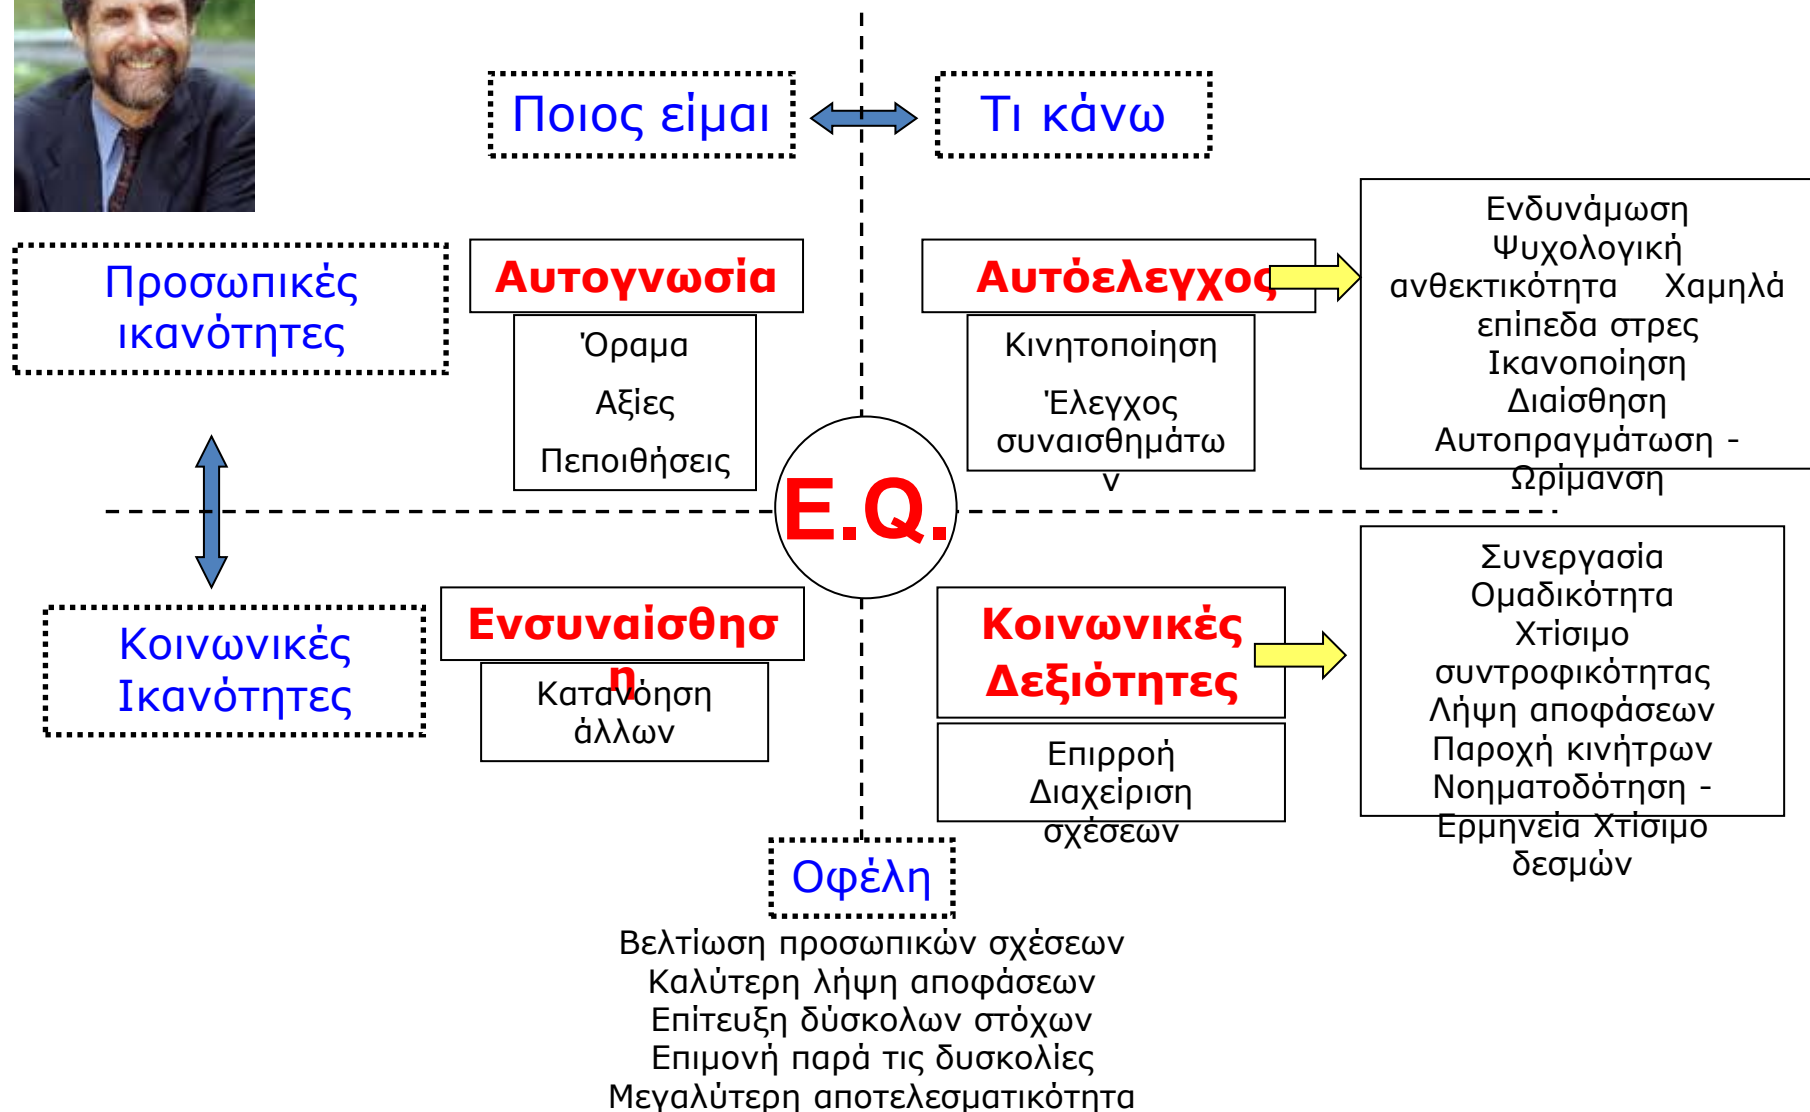 Ποιος είμαι
Τι κάνω
Προσωπικές
ικανότητες
Αυτογνωσία
Όραμα
Αξίες
Πεποιθήσεις
Αυτόελεγχος
Κινητοποίηση
Έλεγχος
συναισθημάτω
ν
Ενδυνάμωση
Ψυχολογική
ανθεκτικότητα Χαμηλά
επίπεδα στρες
Ικανοποίηση
Διαίσθηση
Αυτοπραγμάτωση -
Ωρίμανση
E.Q.
Κοινωνικές
Ικανότητες
Ενσυναίσθησ
η
Κατανόηση
άλλων
Κοινωνικές
Δεξιότητες
Επιρροή
Διαχείριση
σχέσεων
Συνεργασία
Ομαδικότητα
Χτίσιμο
συντροφικότητας
Λήψη αποφάσεων
Παροχή κινήτρων
Νοηματοδότηση -
Ερμηνεία Χτίσιμο
δεσμών
Οφέλη
Βελτίωση προσωπικών σχέσεων
Καλύτερη λήψη αποφάσεων
Επίτευξη δύσκολων στόχων
Επιμονή παρά τις δυσκολίες
Μεγαλύτερη αποτελεσματικότητα